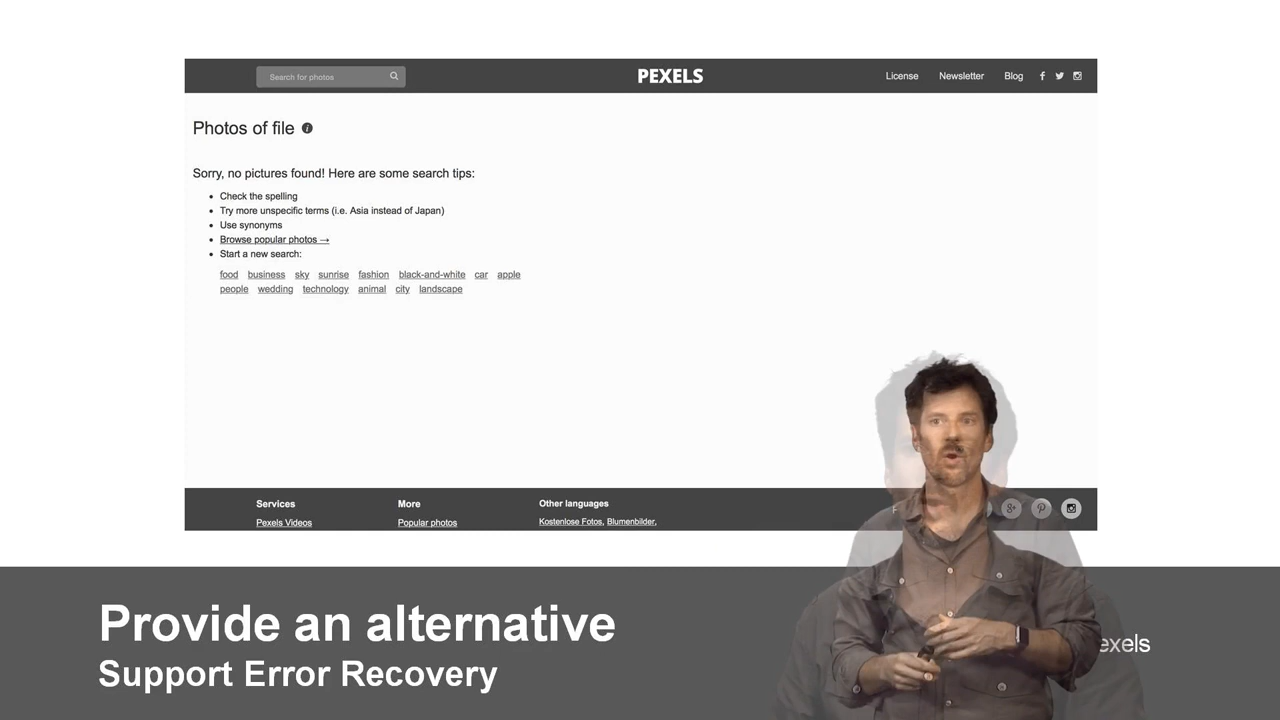 Search for photos
PEXELS
License Newsletter Blog
Photos of file
Sorry, no pictures found! Here are some search tips:
Check the spelling
Try more unspecific terms (i.e. Asia instead of Japan)
Use synonyms
Browse popular photos →
Start a new search:
food business sky sunrise fashion black-and-white car apple
people wedding technology animal city landscape
Services
Pexels Videos
More
Popular photos
Other languages
Kostenlose Fotos, Blumenbilder,
Provide an alternative
Support Error Recovery
exels